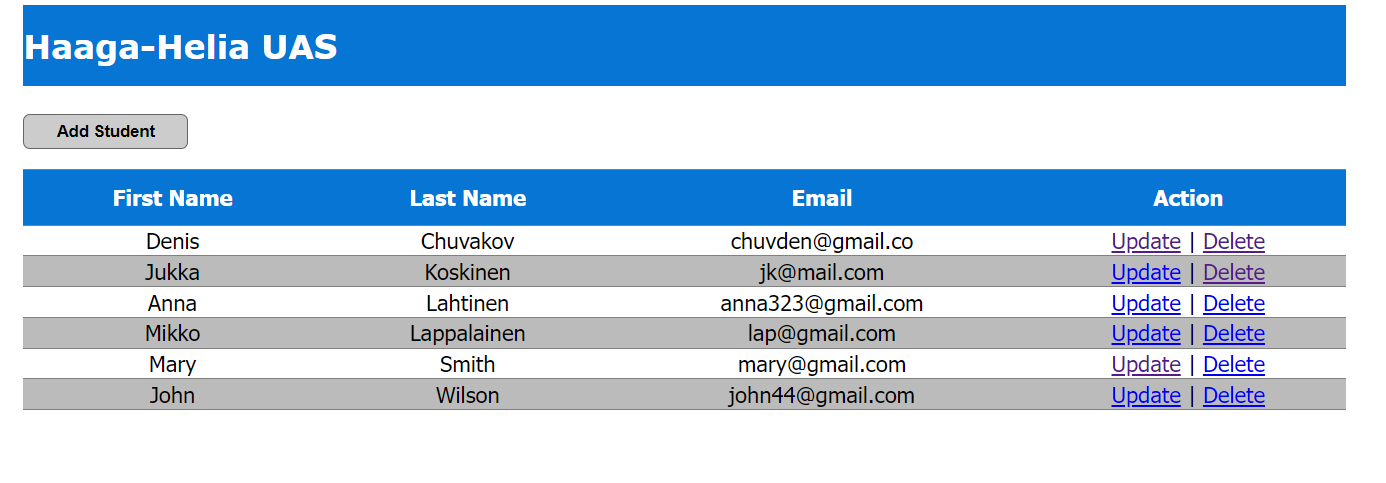 Haaga-Helia UAS
Add Student
First Name Last Name Email Action
Denis Chuvakov chuvden@gmail.co Update | Delete
Jukka Koskinen jk@mail.com Update | Delete
Anna Lahtinen anna323@gmail.com Update | Delete
Mikko Lappalainen lap@gmail.com Update | Delete
Mary Smith mary@gmail.com Update | Delete
John Wilson john44@gmail.com Update | Delete